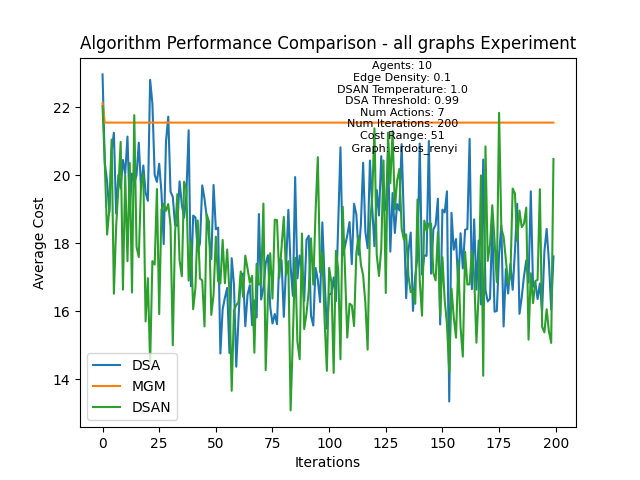 Algorithm Performance Comparison - all graphs Experiment
Agents: 10
Edge Density: 0.1
DSAN Temperature: 1.0
DSA Threshold: 0.99
Num Actions: 7
Num Iterations: 200
Cost Range: 51
Graph: erdos_renyi
Average Cost
22
20
18
16
14
DSA
MGM
DSAN
0
25
50
75
100
125
150
175
200
Iterations